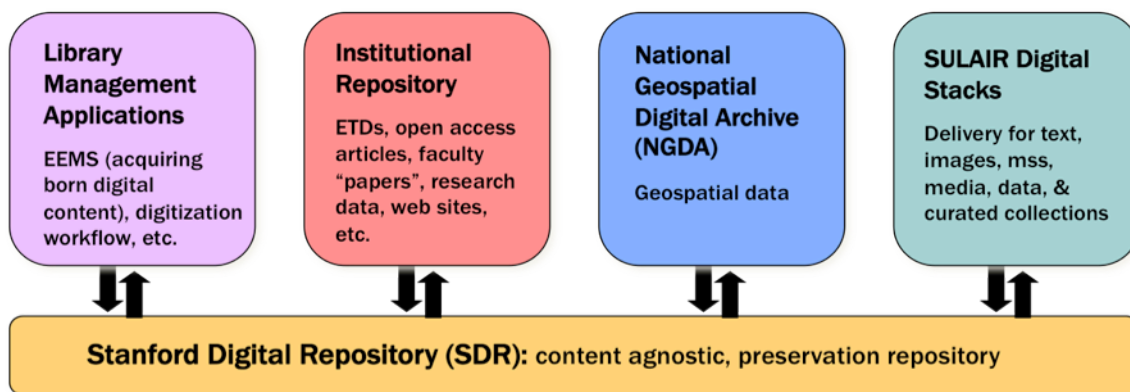 Library
Management
Applications
EEMS (acquiring
born digital
content), digitization
workflow, etc.
Institutional
Repository
ETDs, open access
articles, faculty
“papers”, research
data, web sites,
etc.
National
Geospatial
Digital Archive
(NGDA)
Geospatial data
SULAIR Digital
Stacks
Delivery for text,
images, mss,
media, data, &
curated collections
Stanford Digital Repository (SDR): content agnostic, preservation repository